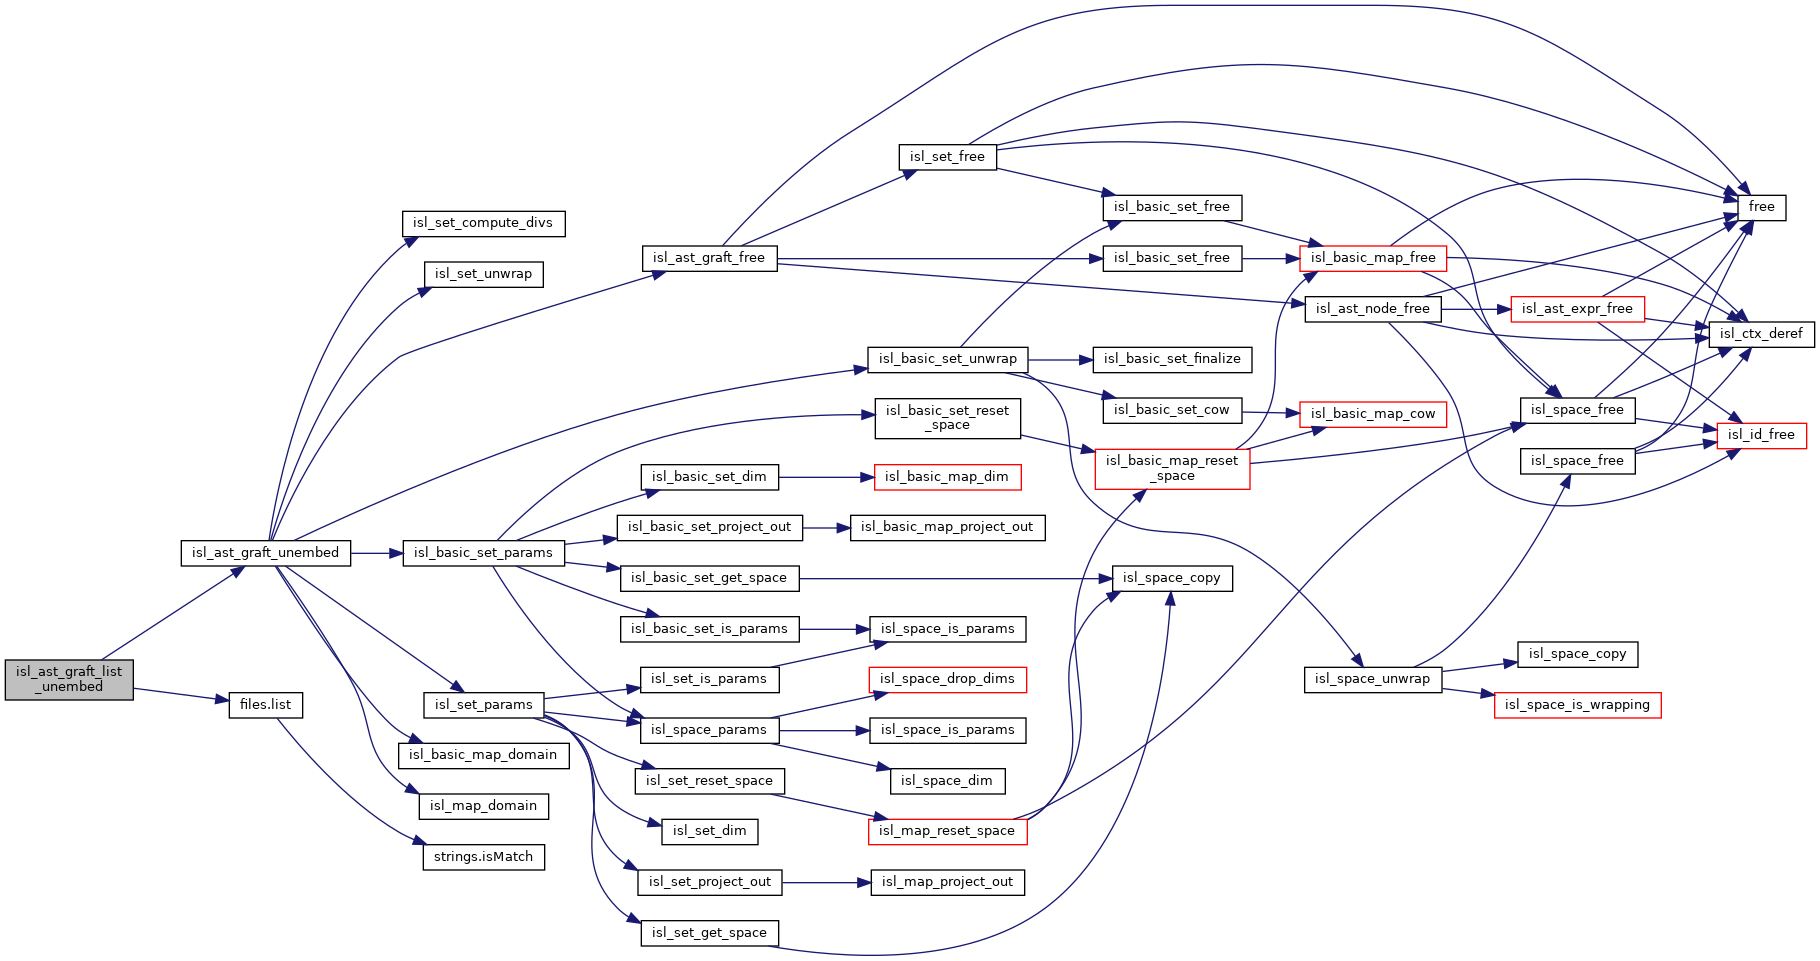 isl_ast_graft_list
_unembed
isl_ast_graft_unembed
files.list
isl_set_compute_divs
isl_set_unwrap
isl_basic_set_params
isl_set_params
isl_basic_map_domain
isl_map_domain
strings.isMatch
isl_ast_graft_free
isl_basic_set_dim
isl_basic_set_project_out
isl_basic_set_get_space
isl_basic_set_is_params
isl_set_is_params
isl_space_params
isl_set_reset_space
isl_set_dim
isl_set_project_out
isl_set_get_space
isl_set_free
isl_basic_set_unwrap
isl_basic_set_reset
_space
isl_basic_map_dim
isl_basic_map_project_out
isl_space_is_params
isl_space_drop_dims
isl_space_is_params
isl_space_dim
isl_map_reset_space
isl_map_project_out
isl_basic_set_free
isl_basic_set_free
isl_basic_set_finalize
isl_basic_set_cow
isl_basic_map_reset
_space
isl_space_copy
isl_basic_map_free
isl_ast_node_free
isl_basic_map_cow
isl_space_unwrap
isl_ast_expr_free
isl_space_free
isl_space_free
isl_space_copy
isl_space_is_wrapping
free
isl_ctx_deref
isl_id_free